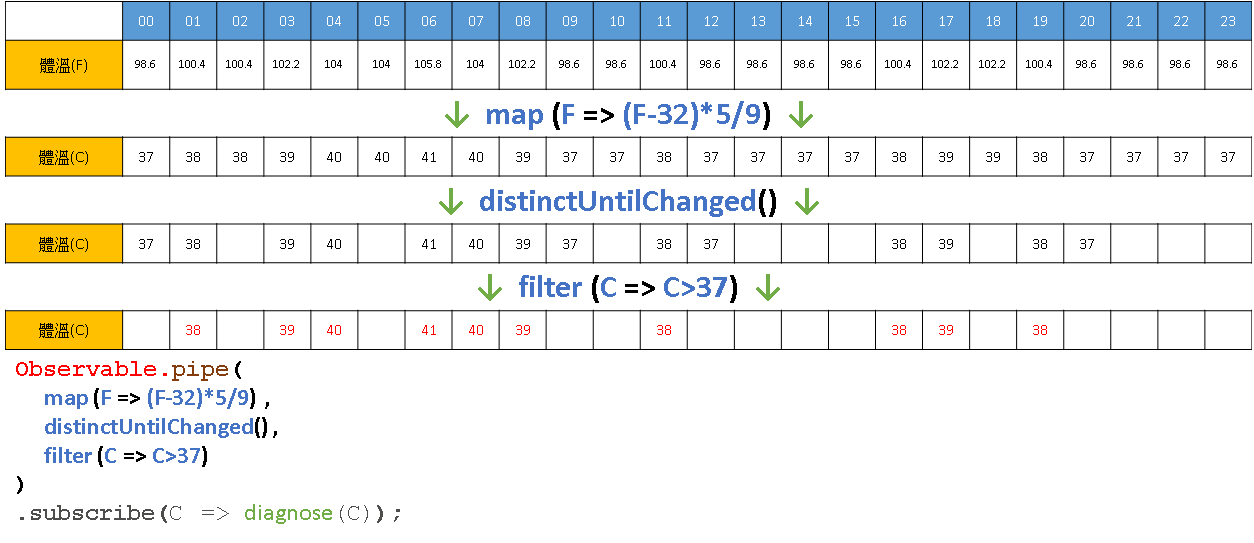 00 01 02 03 04 05 06 07 08 09 10 11 12 13 14 15 16 17 18 19 20 21 22 23
體溫(F) 98.6 100.4 100.4 102.2 104 104 105.8 104 102.2 98.6 98.6 100.4 98.6 98.6 98.6 98.6 100.4 102.2 102.2 100.4 98.6 98.6 98.6 98.6
↓ map (F => (F-32)*5/9) ↓
體溫(C) 37 38 38 39 40 40 41 40 39 37 37 38 37 37 37 37 38 39 39 38 37 37 37 37
↓ distinctUntilChanged() ↓
體溫(C) 37 38 39 40 41 40 39 37 38 37 38 39 38 37
↓ filter (C => C>37) ↓
體溫(C) 38 39 40 41 40 39 38 38 39 38
Observable.pipe(
map (F => (F-32)*5/9) ,
distinctUntilChanged() ,
filter (C => C>37)
)
.subscribe(C => diagnose(C));